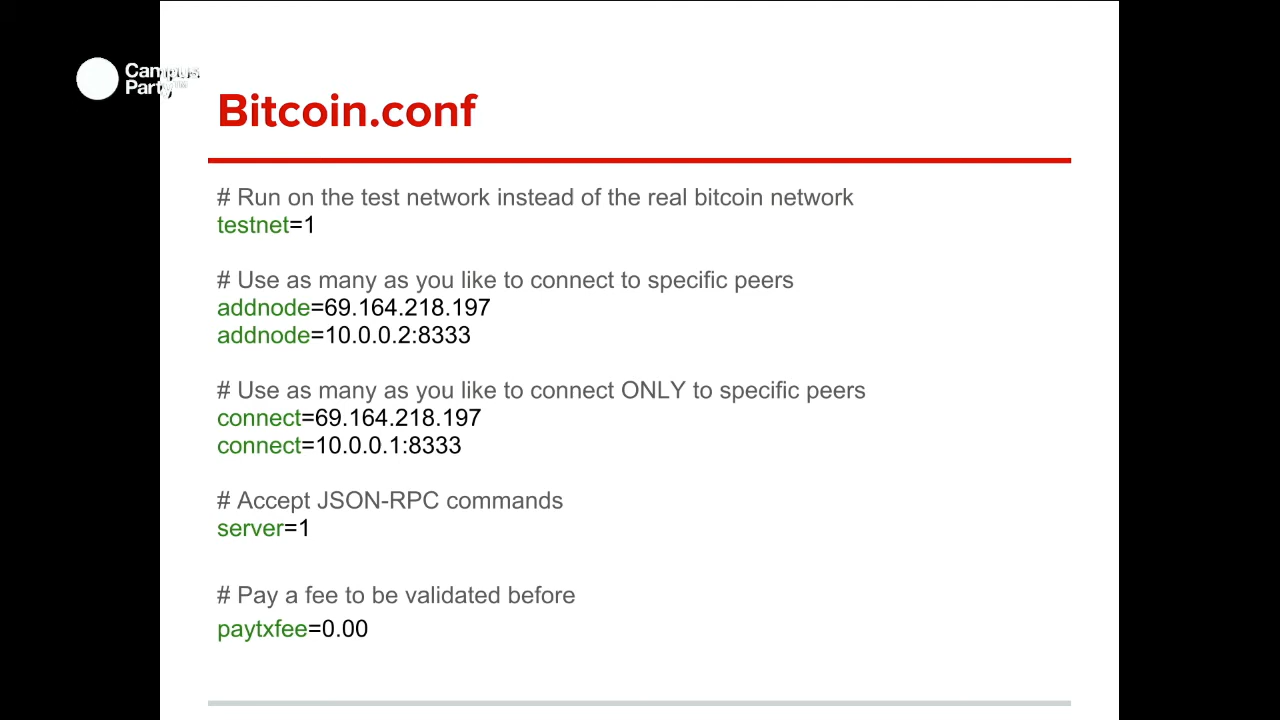 Campus
Party™
Bitcoin.conf
# Run on the test network instead of the real bitcoin network
testnet=1
# Use as many as you like to connect to specific peers
addnode=69.164.218.197
addnode=10.0.0.2:8333
# Use as many as you like to connect ONLY to specific peers
connect=69.164.218.197
connect=10.0.0.1:8333
# Accept JSON-RPC commands
server=1
# Pay a fee to be validated before
paytxfee=0.00